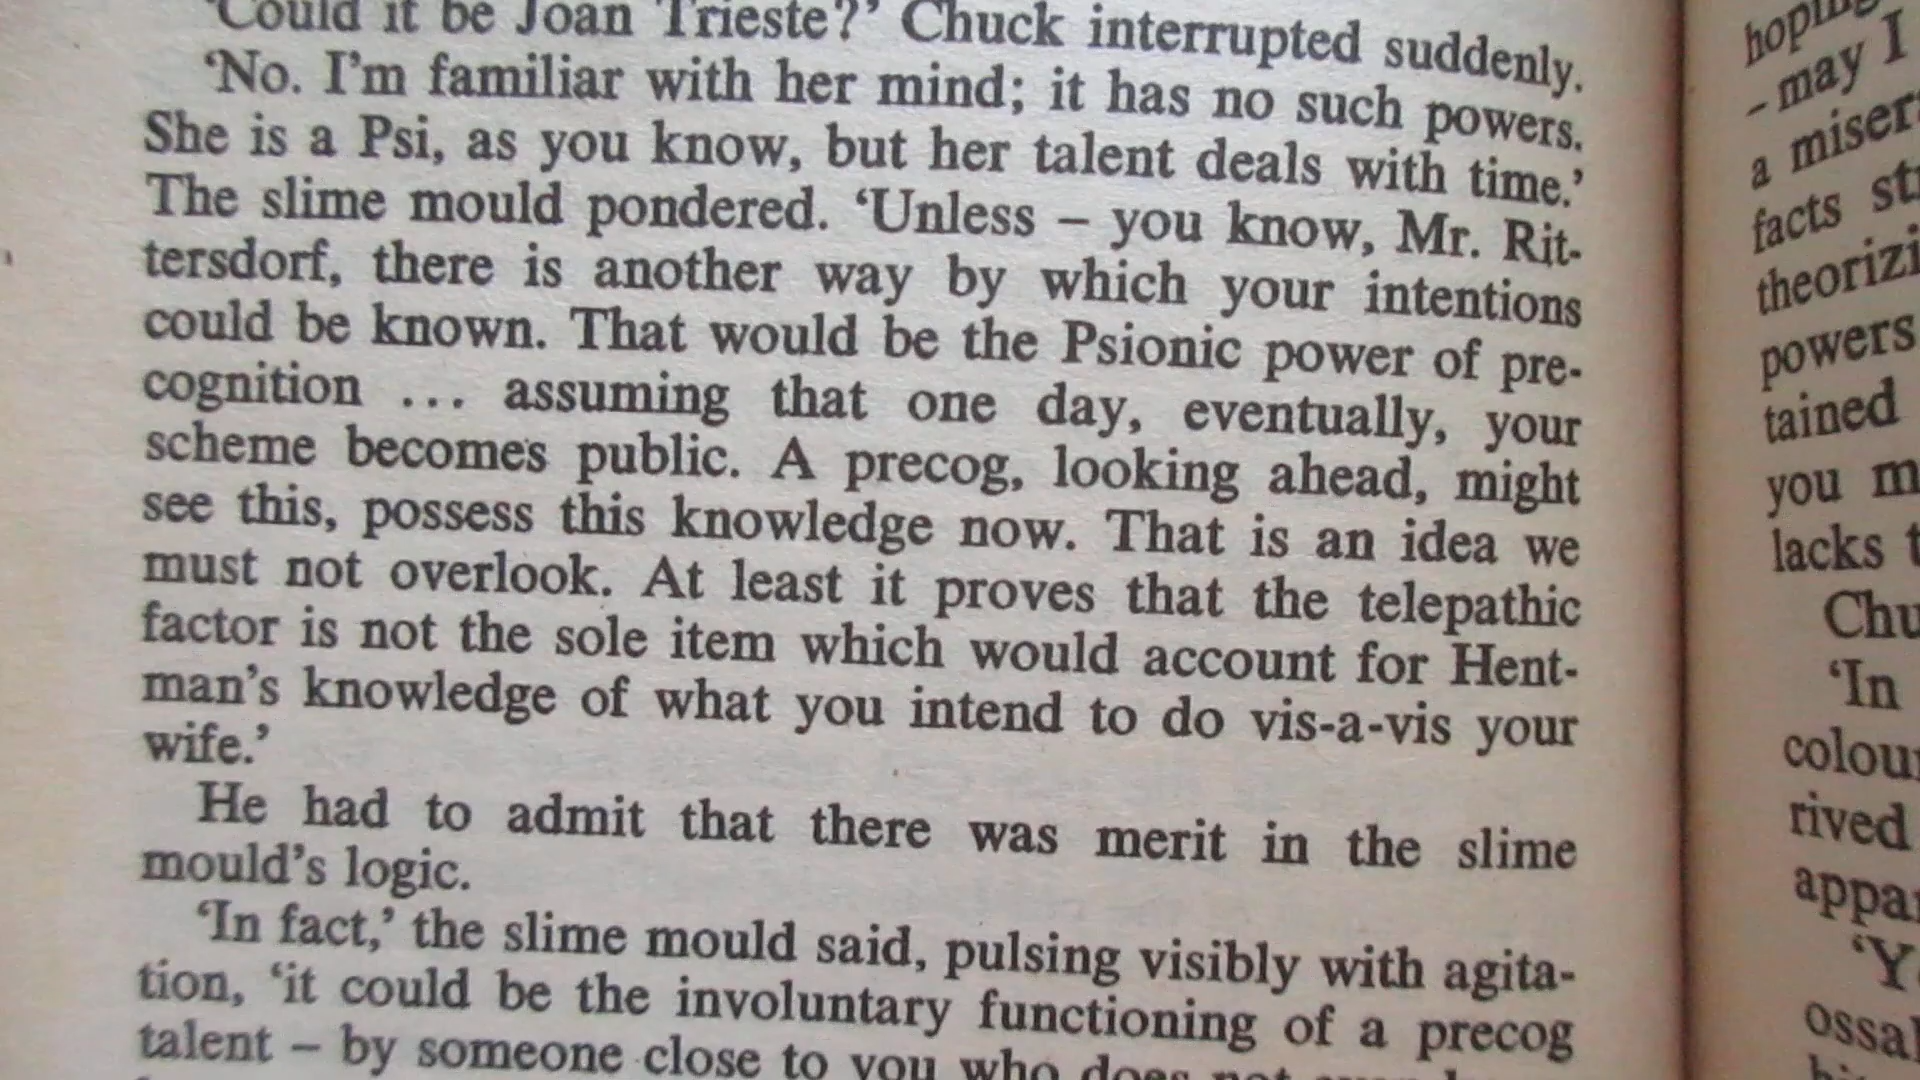 ‘Could it be Joan Trieste?’ Chuck interrupted suddenly.
‘No. I'm familiar with her mind; it has no such powers.
She is a Psi, as you know, but her talent deals with time.’
The slime mould pondered. ‘Unless – you know, Mr. Rit-
tersdorf, there is another way by which your intentions
could be known. That would be the Psionic power of pre-
cognition ... assuming that one day, eventually, your
scheme becomes public. A precog, looking ahead, might
see this, possess this knowledge now. That is an idea we
must not overlook. At least it proves that the telepathic
factor is not the sole item which would account for Hent-
man's knowledge of what you intend to do vis-a-vis your
wife.’
He had to admit that there was merit in the slime
mould's logic.
‘In fact,’ the slime mould said, pulsing visibly with agita-
tion, ‘it could be the involuntary functioning of a precog
talent – by someone close to you who does not
– may I
a
facts
powers
tained
you
lacks
‘In
rived